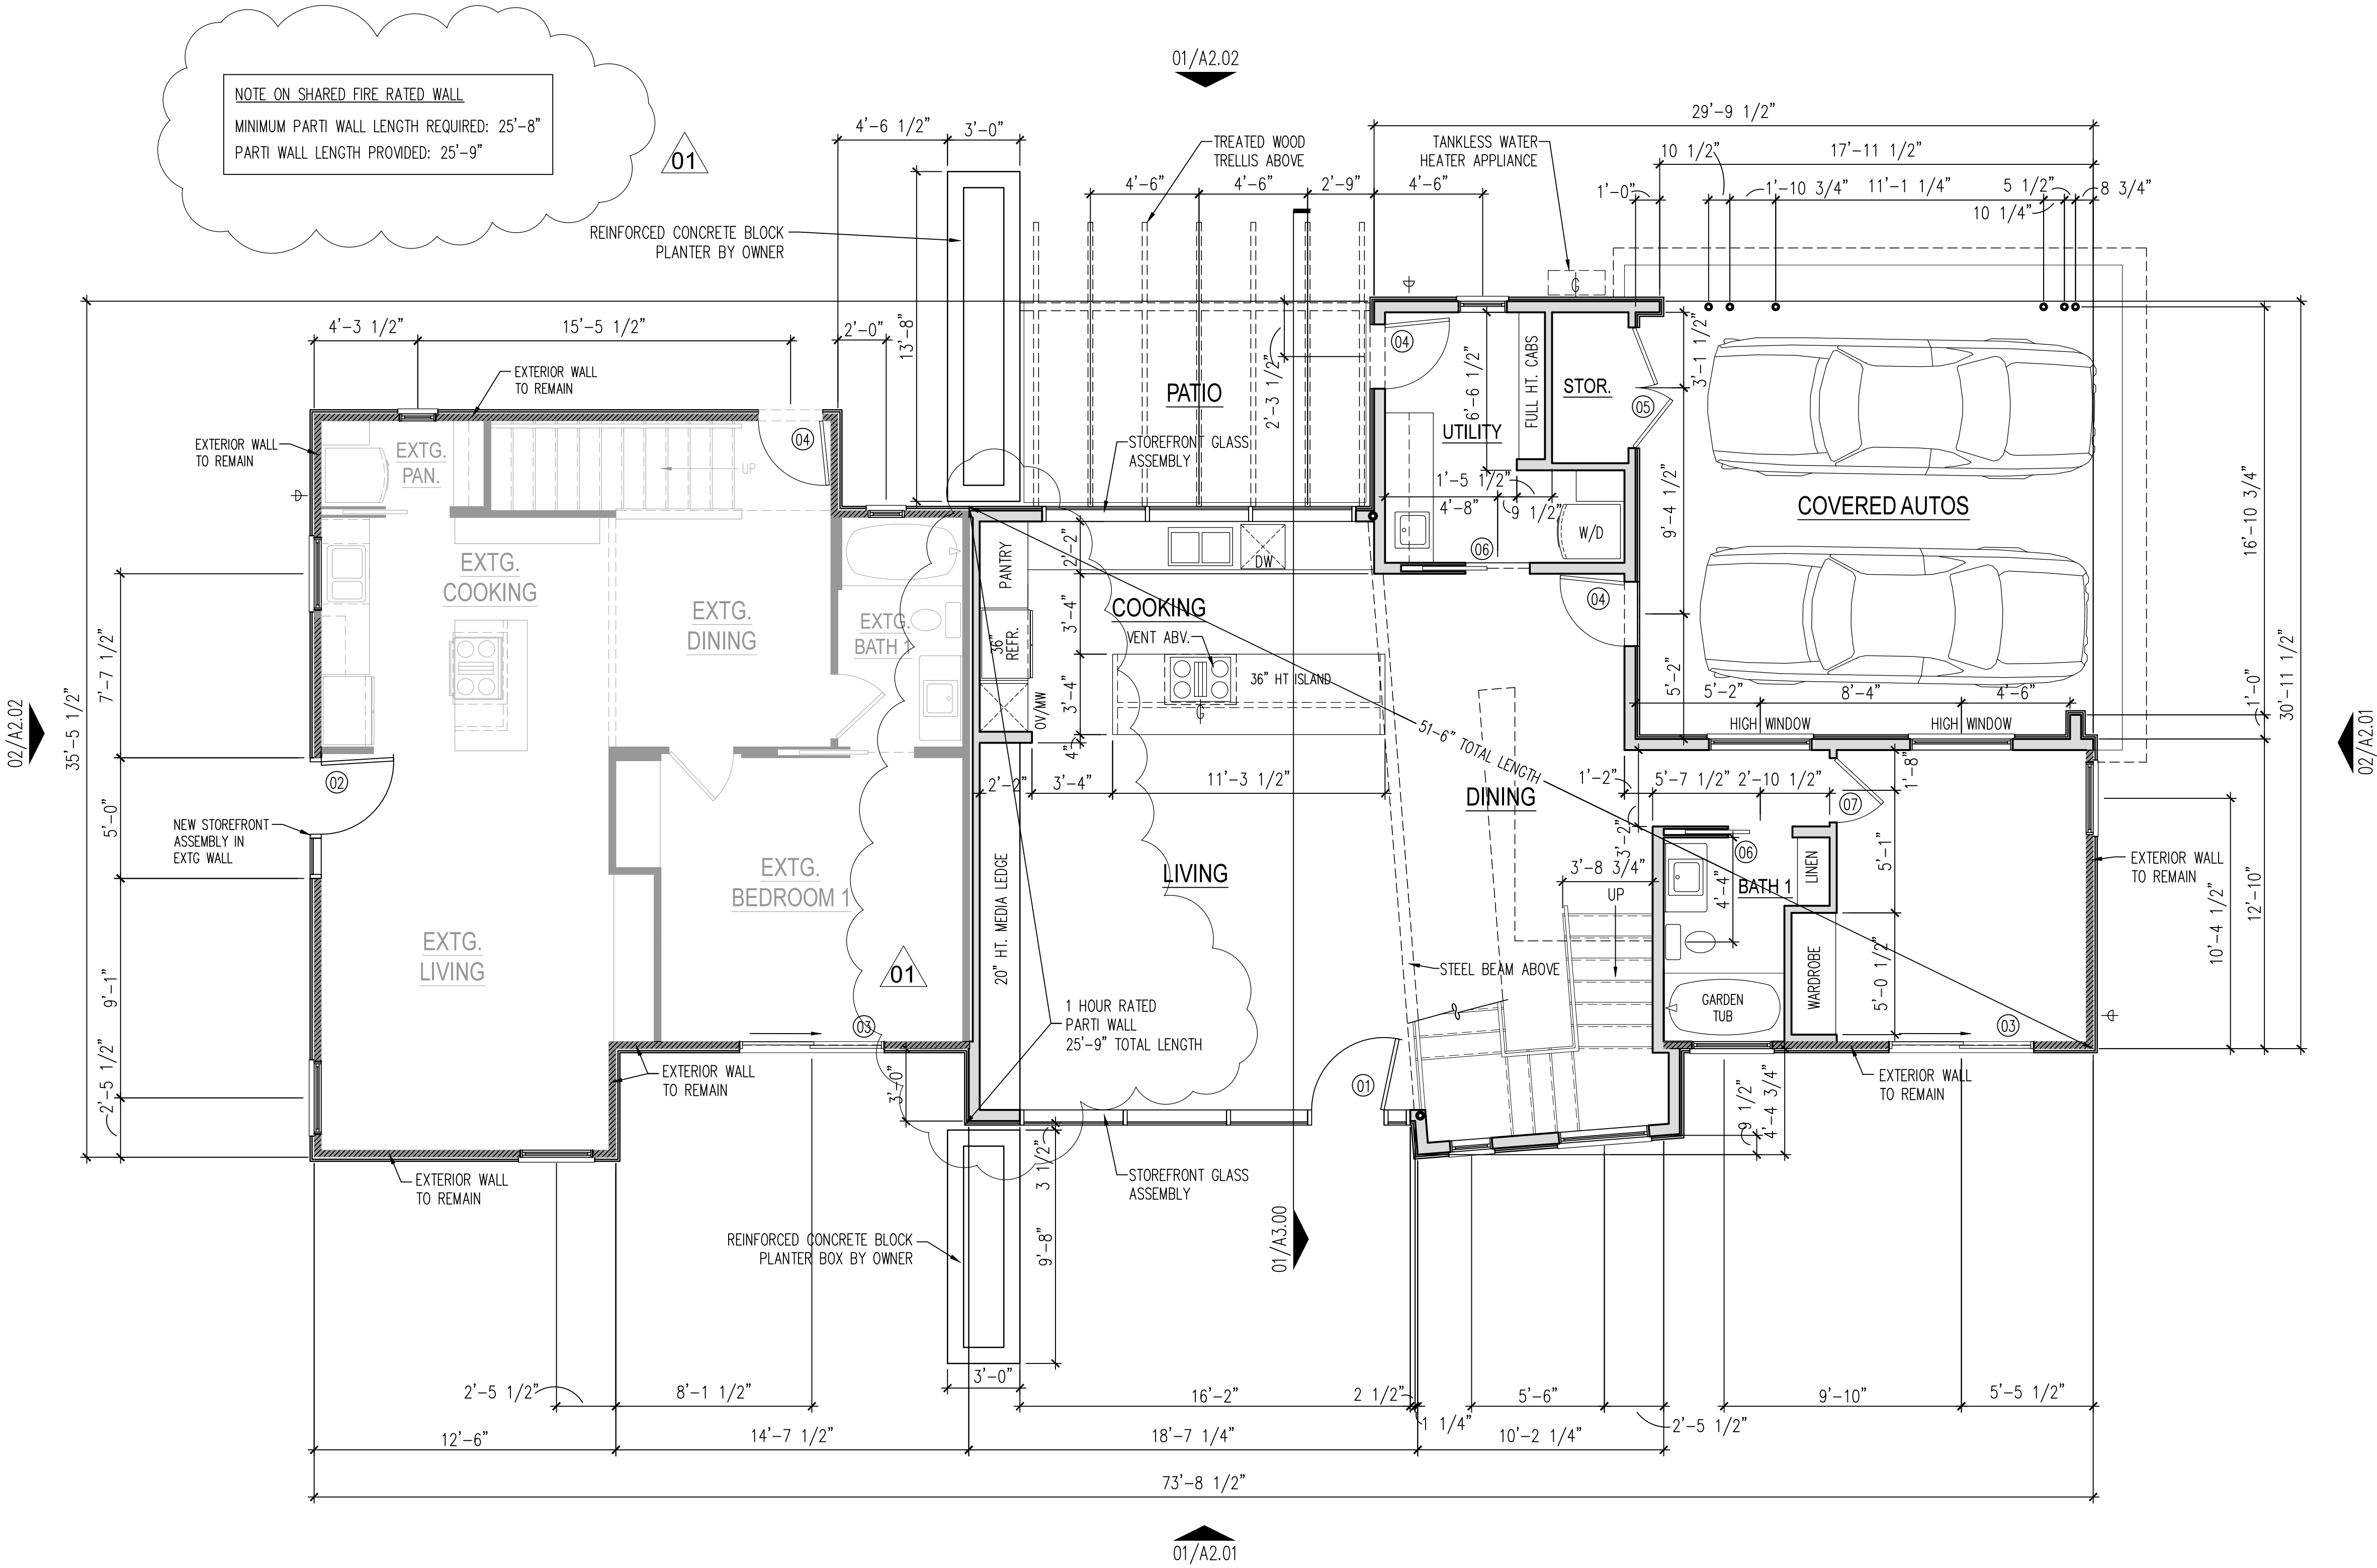 01/A2.02
NOTE ON SHARED FIRE RATED WALL
MINIMUM PARTI WALL LENGTH REQUIRED: 25'-8"
PARTI WALL LENGTH PROVIDED: 25'-9"
01
29'-9 1/2"
4'-6 1/2"
3'-0"
TREATED WOOD
TRELLIS ABOVE
TANKLESS WATER
HEATER APPLIANCE
10 1/2"
17'-11 1/2"
4'-6"
4'-6"
2'-9"
4'-6"
1'-0"
1'-10 3/4"
11'-1 1/4"
5 1/2"
8 3/4"
10 1/4"
REINFORCED CONCRETE BLOCK
PLANTER BY OWNER
G
4'-3 1/2"
15'-5 1/2"
2'-0"
13'-8"
2'-3 1/2"
04
6'-6 1/2"
FULL HT. CABS
3'-1 1/2"
EXTERIOR WALL
TO REMAIN
PATIO
STOR.
05
EXTERIOR WALL
TO REMAIN
EXTG.
PAN.
UP
04
STOREFRONT GLASS
ASSEMBLY
UTILITY
1'-5 1/2"
4'-8"
9 1/2"
9'-4 1/2"
COVERED AUTOS
16'-10 3/4"
W/D
06
PANTRY
2'-2"
DW
EXTG.
COOKING
EXTG.
DINING
EXTG.
BATH 1
COOKING
VENT ABV.
3'-4"
36"
REFR.
04
7'-7 1/2"
35'-5 1/2"
36" HT ISLAND
G
OV/MW
3'-4"
4"
5'-2"
5'-2"
8'-4"
4'-6"
HIGH WINDOW
HIGH WINDOW
1'-0"
30'-11 1/2"
02/A2.02
02/A2.01
51'-6" TOTAL LENGTH
02
2'-2"
3'-4"
11'-3 1/2"
DINING
1'-2"
5'-7 1/2"
2'-10 1/2"
1'-8"
07
5'-0"
NEW STOREFRONT
ASSEMBLY IN
EXTG WALL
3'-2"
06
5'-1"
EXTERIOR WALL
TO REMAIN
EXTG.
BEDROOM 1
LIVING
20" HT. MEDIA LEDGE
3'-8 3/4"
UP
4'-4"
BATH 1
LINEN
10'-4 1/2"
12'-10"
EXTG.
LIVING
01
9'-1"
STEEL BEAM ABOVE
WARDROBE
5'-0 1/2"
GARDEN
TUB
1 HOUR RATED
PARTI WALL
25'-9" TOTAL LENGTH
03
03
2'-5 1/2"
EXTERIOR WALL
TO REMAIN
3'-0"
01
EXTERIOR WALL
TO REMAIN
9 1/2"
4'-4 3/4"
EXTERIOR WALL
TO REMAIN
3 1/2"
STOREFRONT GLASS
ASSEMBLY
REINFORCED CONCRETE BLOCK
PLANTER BOX BY OWNER
9'-8"
01/A3.00
3'-0"
2'-5 1/2"
8'-1 1/2"
16'-2"
2 1/2"
1 1/4"
5'-6"
2'-5 1/2"
9'-10"
5'-5 1/2"
12'-6"
14'-7 1/2"
18'-7 1/4"
10'-2 1/4"
73'-8 1/2"
01/A2.01